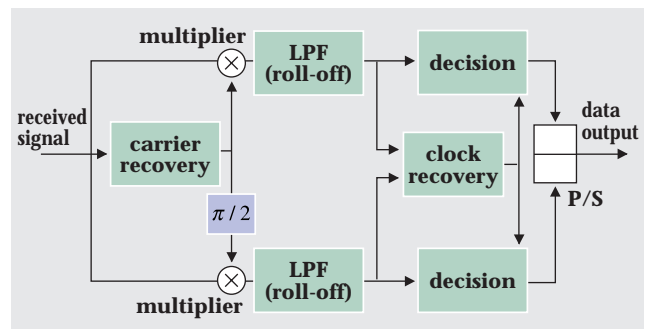 multiplier
LPF
(roll-off)
decision
received
signal
carrier
recovery
clock
recovery
data
output
π / 2
P/S
multiplier
LPF
(roll-off)
decision